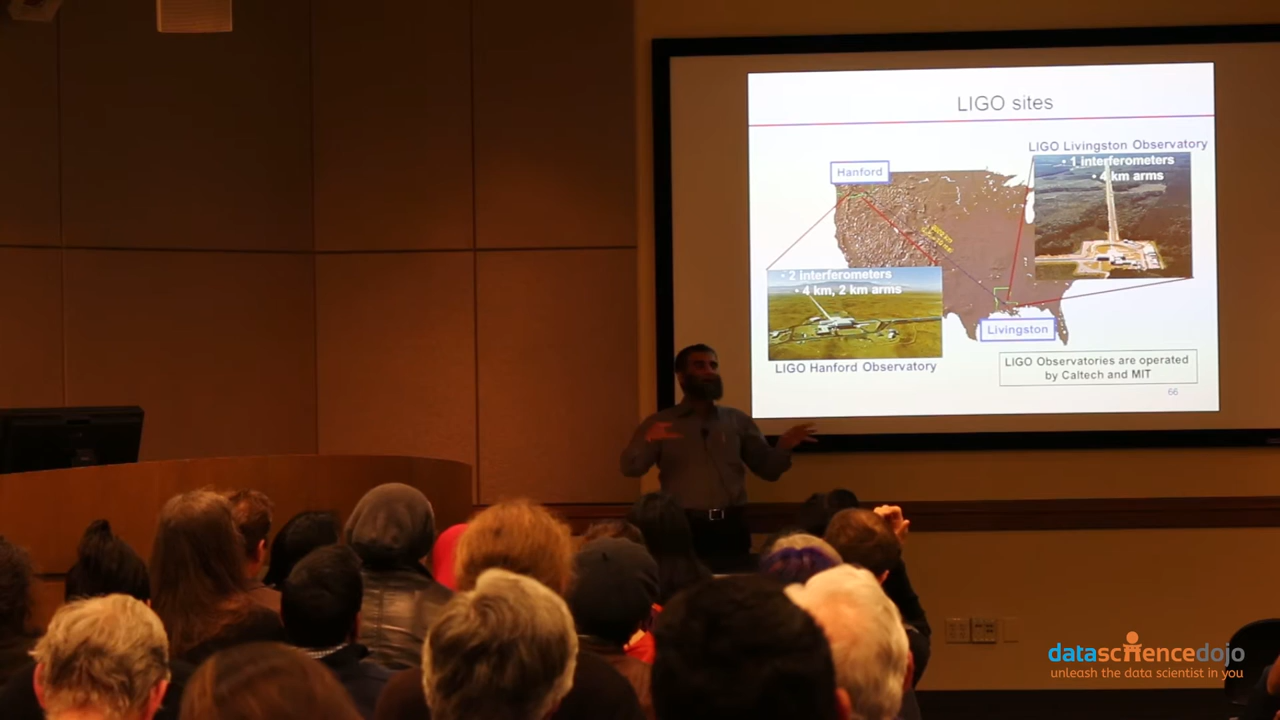 LIGO sites
LIGO Livingston Observatory
• 1 interferometers
• 4 km arms
Hanford
• 2 interferometers
• 4 km, 2 km arms
Livingston
LIGO Observatories are operated
by Caltech and MIT
LIGO Hanford Observatory
66
datasciencedojo
unleash the data scientist in you